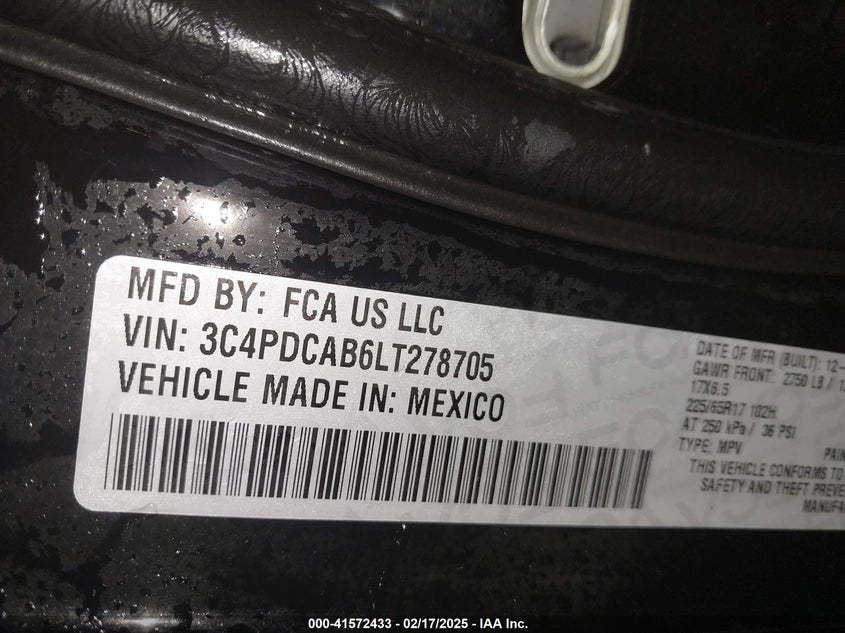 MFD BY: FCA US LLC
VIN: 3C4PDCAB6LT278705
VEHICLE MADE IN: MEXICO
DATE OF MFR (BUILT): 12-
GAWR FRONT: 2750 LB /
17X6.5
225/65R17 102H
AT 250 kPa / 36 PSI
TYPE: MPV
PAIN
THIS VEHICLE CONFORMS TO
SAFETY AND THEFT PREVE
MANUFA
000-41572433 - 02/17/2025 - IAA Inc.